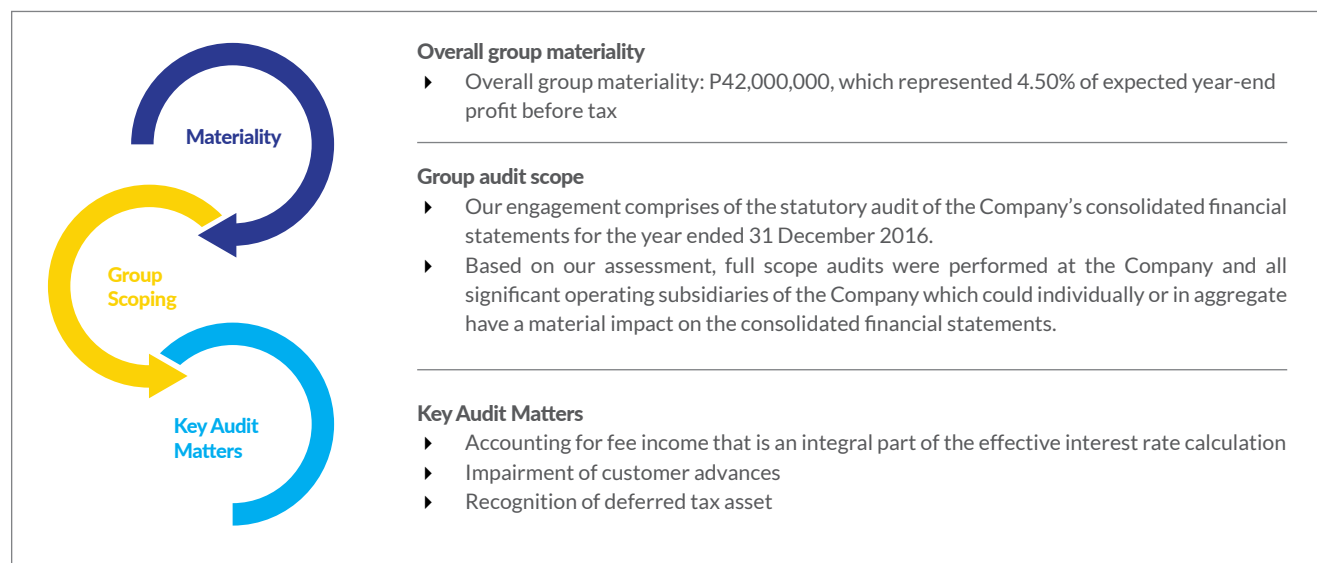 Materiality
Group
Scoping
Key Audit
Matters
Overall group materiality
Overall group materiality: P42,000,000, which represented 4.50% of expected year-end
profit before tax
Group audit scope
Our engagement comprises of the statutory audit of the Company's consolidated financial
statements for the year ended 31 December 2016.
Based on our assessment, full scope audits were performed at the Company and all
significant operating subsidiaries of the Company which could individually or in aggregate
have a material impact on the consolidated financial statements.
Key Audit Matters
Accounting for fee income that is an integral part of the effective interest rate calculation
Impairment of customer advances
Recognition of deferred tax asset